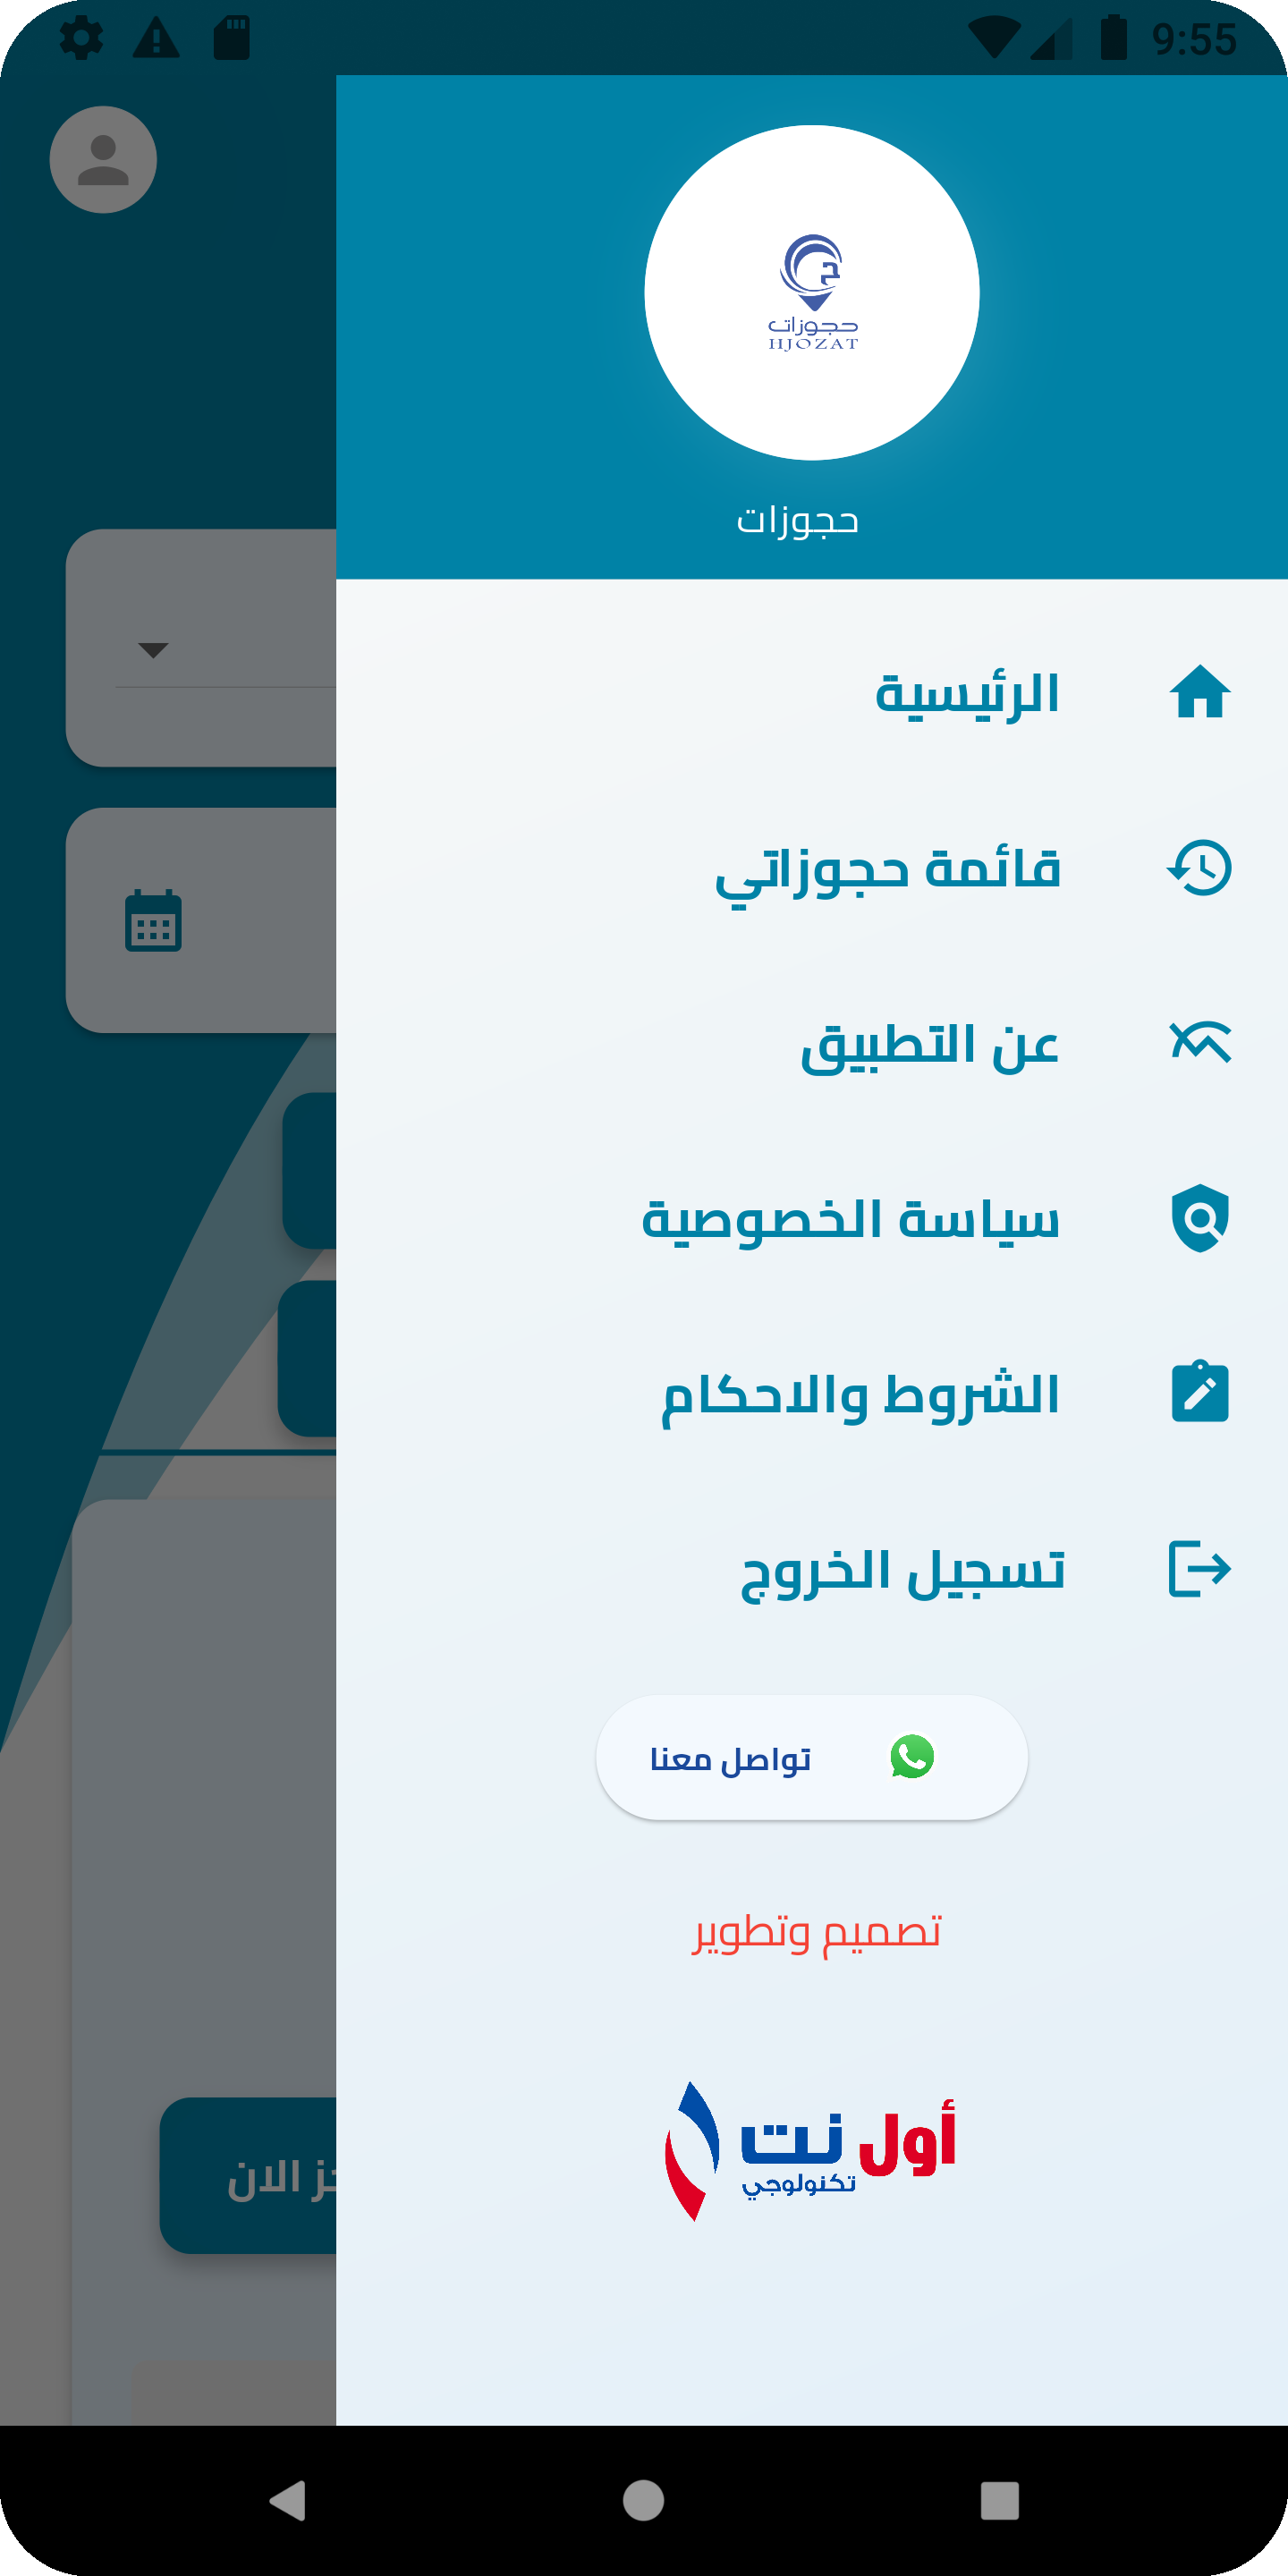 9:55
حجوزات
HJOZAT
حجوزات
الرئيسية
قائمة حجوزاتي
عن التطبيق
سياسة الخصوصية
الشروط والاحكام
تسجيل الخروج
تواصل معنا
تصميم وتطوير
أول نت
تكنولوجي
الان